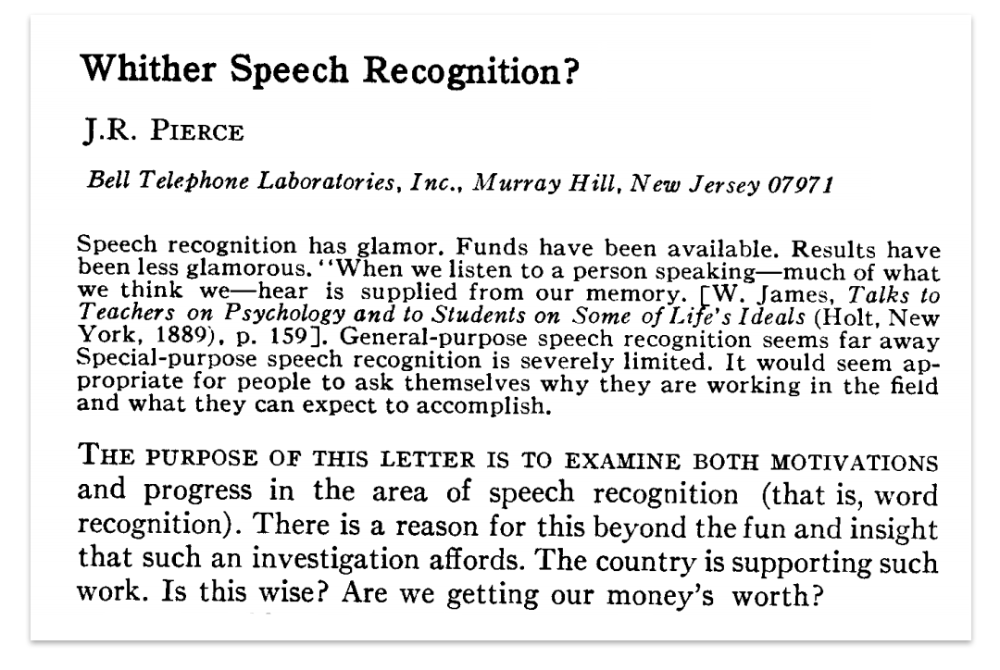 Whither Speech Recognition?
J.R. PIERCE
Bell Telephone Laboratories, Inc., Murray Hill, New Jersey 07971
Speech recognition has glamor. Funds have been available. Results have
been less glamorous. “When we listen to a person speaking—much of what
we think we—hear is supplied from our memory. [W. James, Talks to
Teachers on Psychology and to Students on Some of Life's Ideals (Holt, New
York, 1889), p. 159]. General-purpose speech recognition seems far away
Special-purpose speech recognition is severely limited. It would seem ap-
propriate for people to ask themselves why they are working in the field
and what they can expect to accomplish.
THE PURPOSE OF THIS LETTER IS TO EXAMINE BOTH MOTIVATIONS
and progress in the area of speech recognition (that is, word
recognition). There is a reason for this beyond the fun and insight
that such an investigation affords. The country is supporting such
work. Is this wise? Are we getting our money's worth?